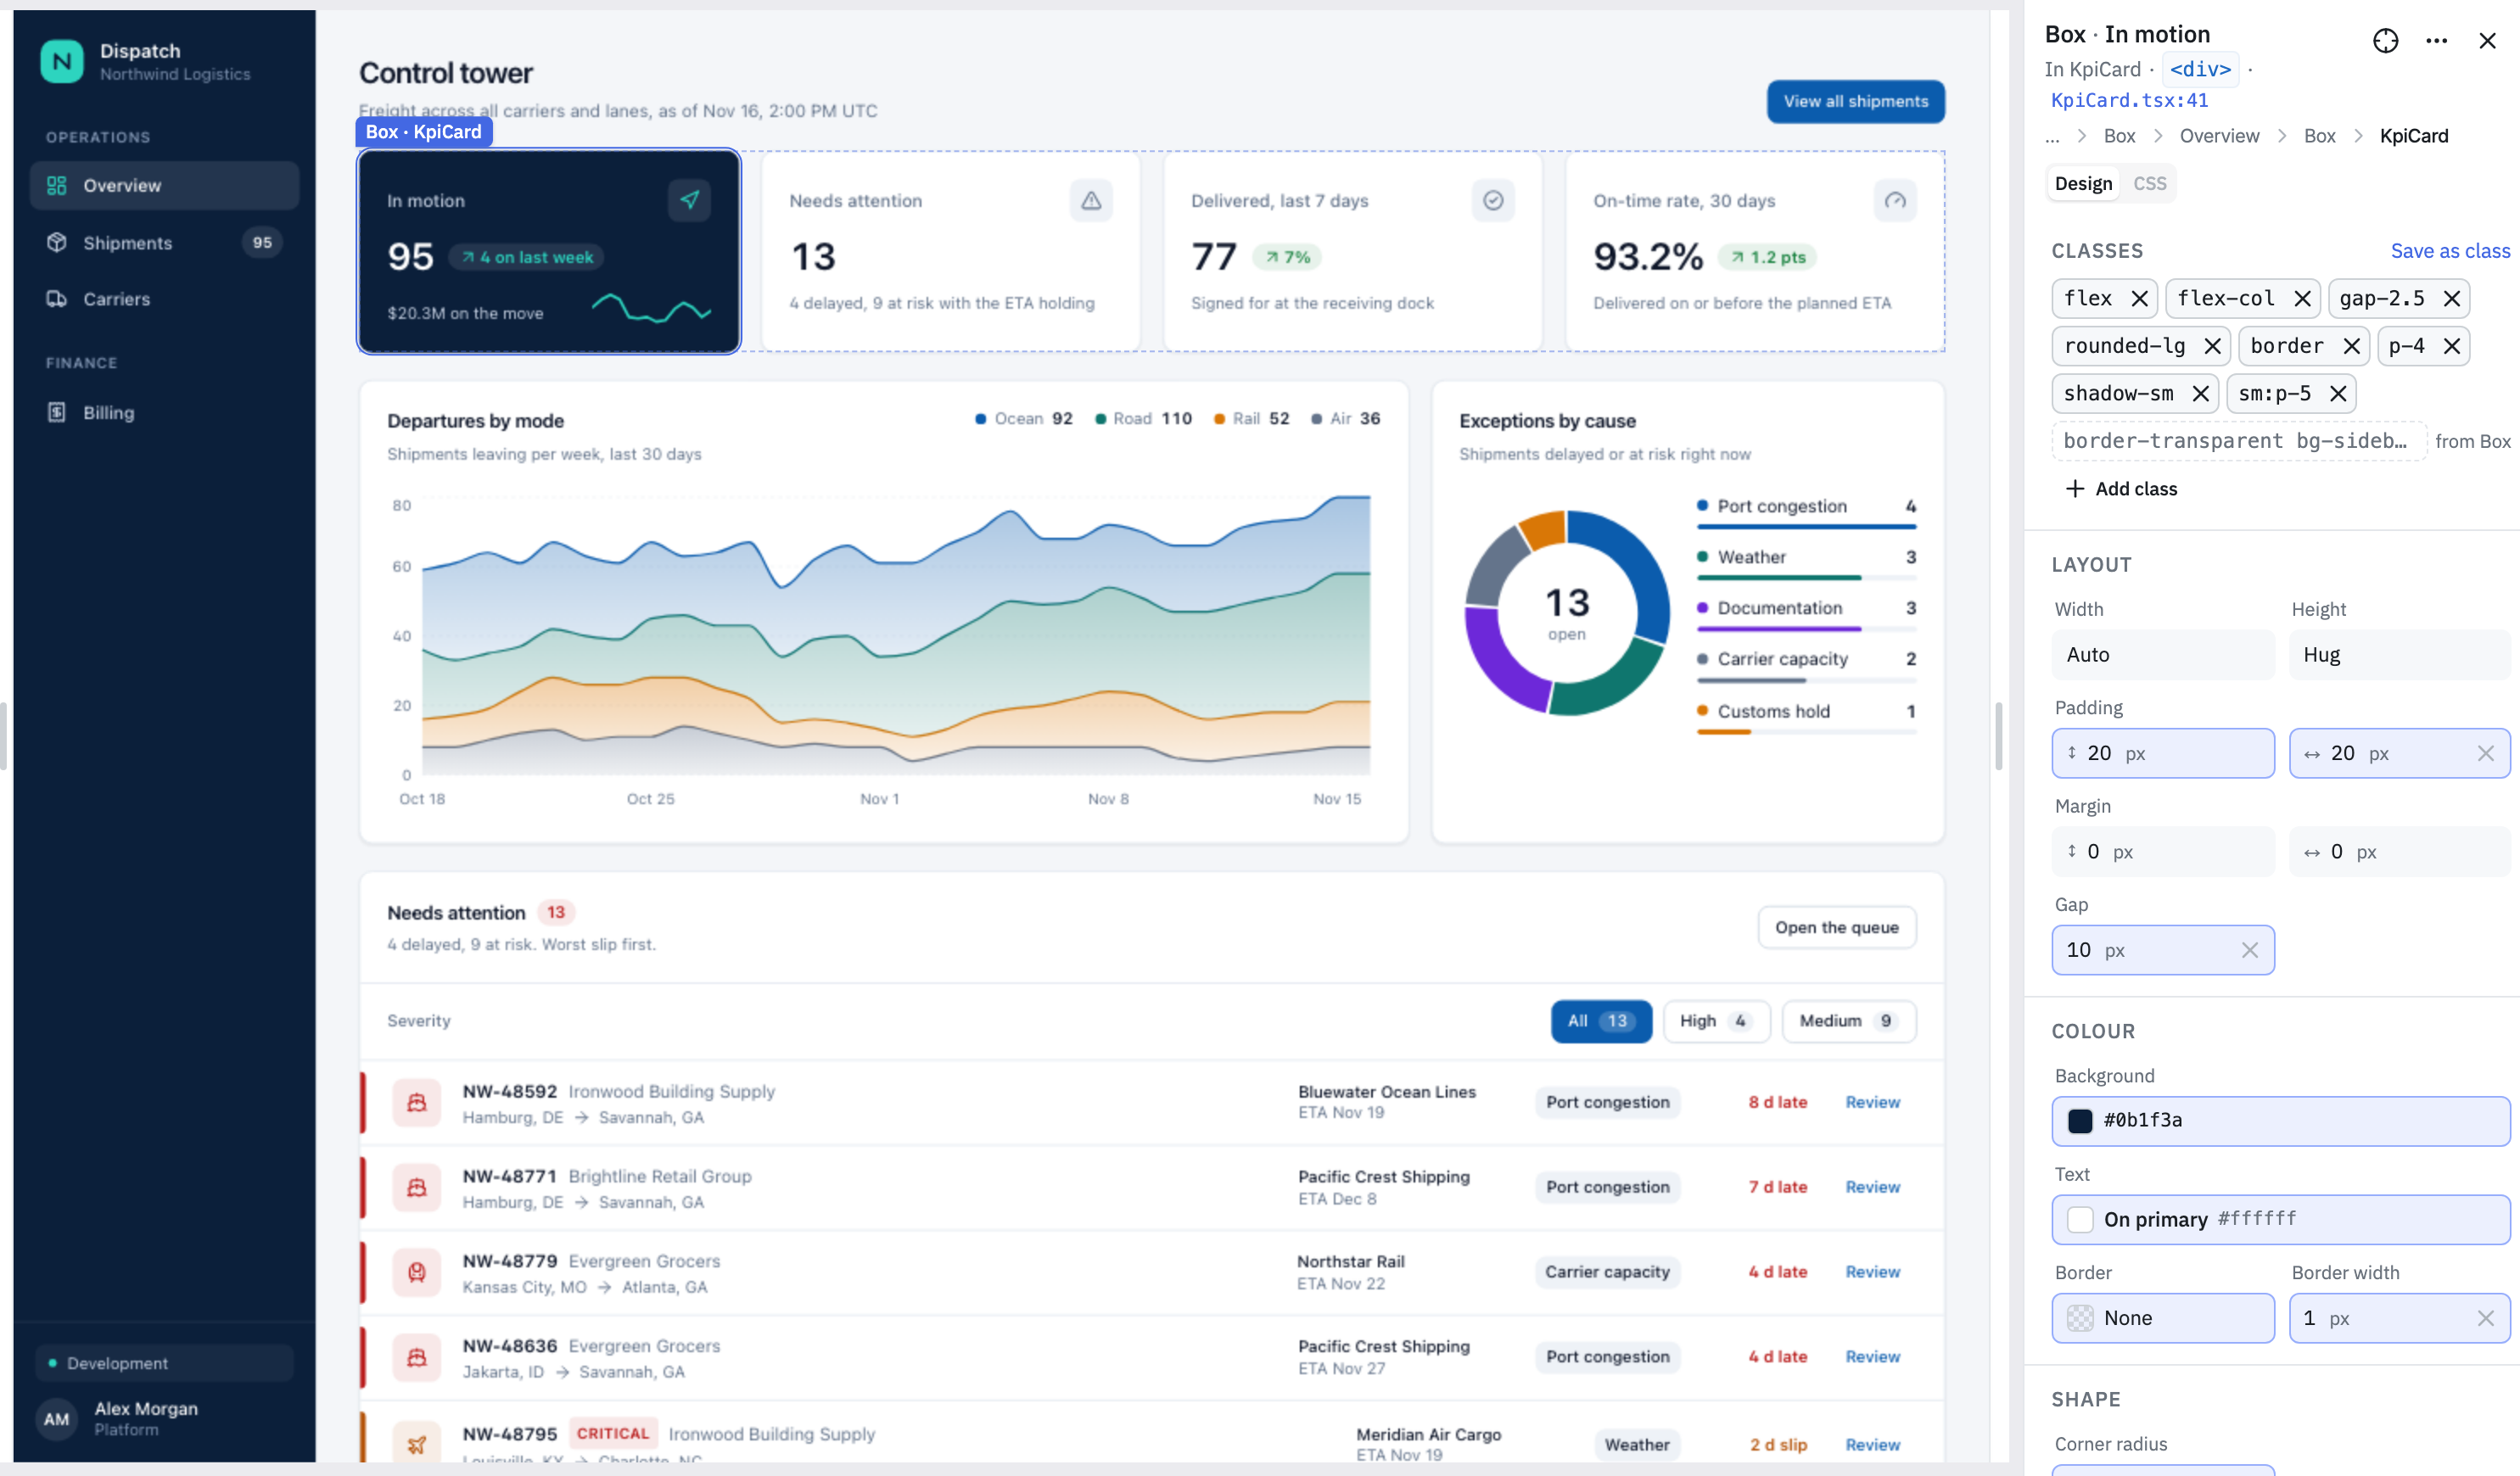 N
Dispatch
Northwind Logistics
OPERATIONS
Overview
Shipments 95
Carriers
FINANCE
Billing
Development
AM
Alex Morgan
Platform
Control tower
Freight across all carriers and lanes, as of Nov 16, 2:00 PM UTC
View all shipments
Box · KpiCard
In motion
95 4 on last week
$20.3M on the move
Needs attention
13
4 delayed, 9 at risk with the ETA holding
Delivered, last 7 days
77 7%
Signed for at the receiving dock
On-time rate, 30 days
93.2% 1.2 pts
Delivered on or before the planned ETA
Departures by mode
Shipments leaving per week, last 30 days
Ocean 92 Road 110 Rail 52 Air 36
80
60
40
20
0
Oct 18 Oct 25 Nov 1 Nov 8 Nov 15
Exceptions by cause
Shipments delayed or at risk right now
13
open
Port congestion 4
Weather 3
Documentation 3
Carrier capacity 2
Customs hold 1
Needs attention 13
4 delayed, 9 at risk. Worst slip first.
Open the queue
Severity
All 13 High 4 Medium 9
NW-48592 Ironwood Building Supply
Hamburg, DE → Savannah, GA
Bluewater Ocean Lines
ETA Nov 19
Port congestion 8 d late Review
NW-48771 Brightline Retail Group
Hamburg, DE → Savannah, GA
Pacific Crest Shipping
ETA Dec 8
Port congestion 7 d late Review
NW-48779 Evergreen Grocers
Kansas City, MO → Atlanta, GA
Northstar Rail
ETA Nov 22
Carrier capacity 4 d late Review
NW-48636 Evergreen Grocers
Jakarta, ID → Savannah, GA
Pacific Crest Shipping
ETA Nov 27
Port congestion 4 d late Review
NW-48795 CRITICAL Ironwood Building Supply
Louisville, KY → Charlotte, NC
Meridian Air Cargo
ETA Nov 19
Weather 2 d slip Review
Box · In motion
In KpiCard · <div> ·
KpiCard.tsx:41
... > Box > Overview > Box > KpiCard
Design CSS
CLASSES Save as class
flex flex-col gap-2.5
rounded-lg border p-4
shadow-sm sm:p-5
border-transparent bg-sideb… from Box
+ Add class
LAYOUT
Width Height
Auto Hug
Padding
20 px 20 px
Margin
0 px 0 px
Gap
10 px
COLOUR
Background
#0b1f3a
Text
On primary #ffffff
Border Border width
None 1 px
SHAPE
Corner radius